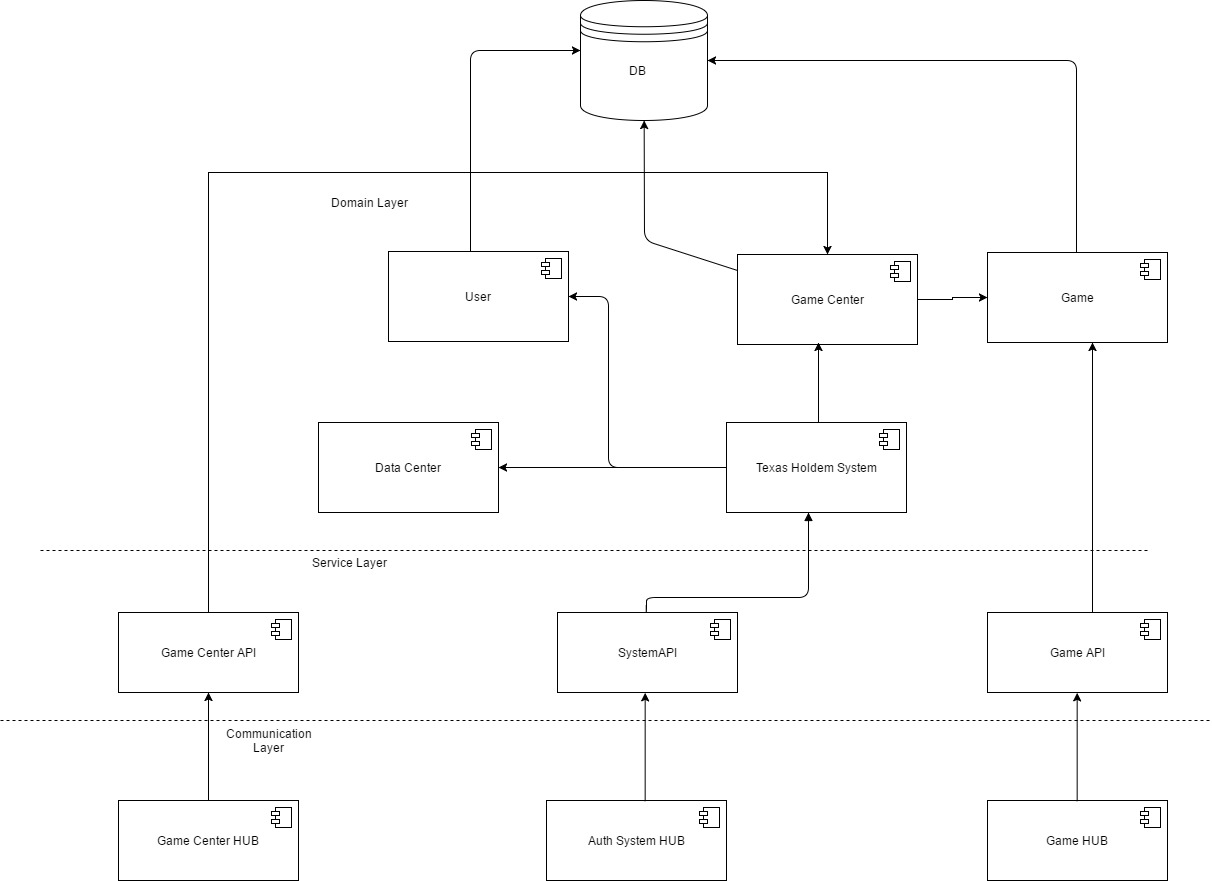 DB
Domain Layer
User
Game Center
Game
Data Center
Texas Holdem System
Service Layer
Game Center API
SystemAPI
Game API
Communication
Layer
Game Center HUB
Auth System HUB
Game HUB